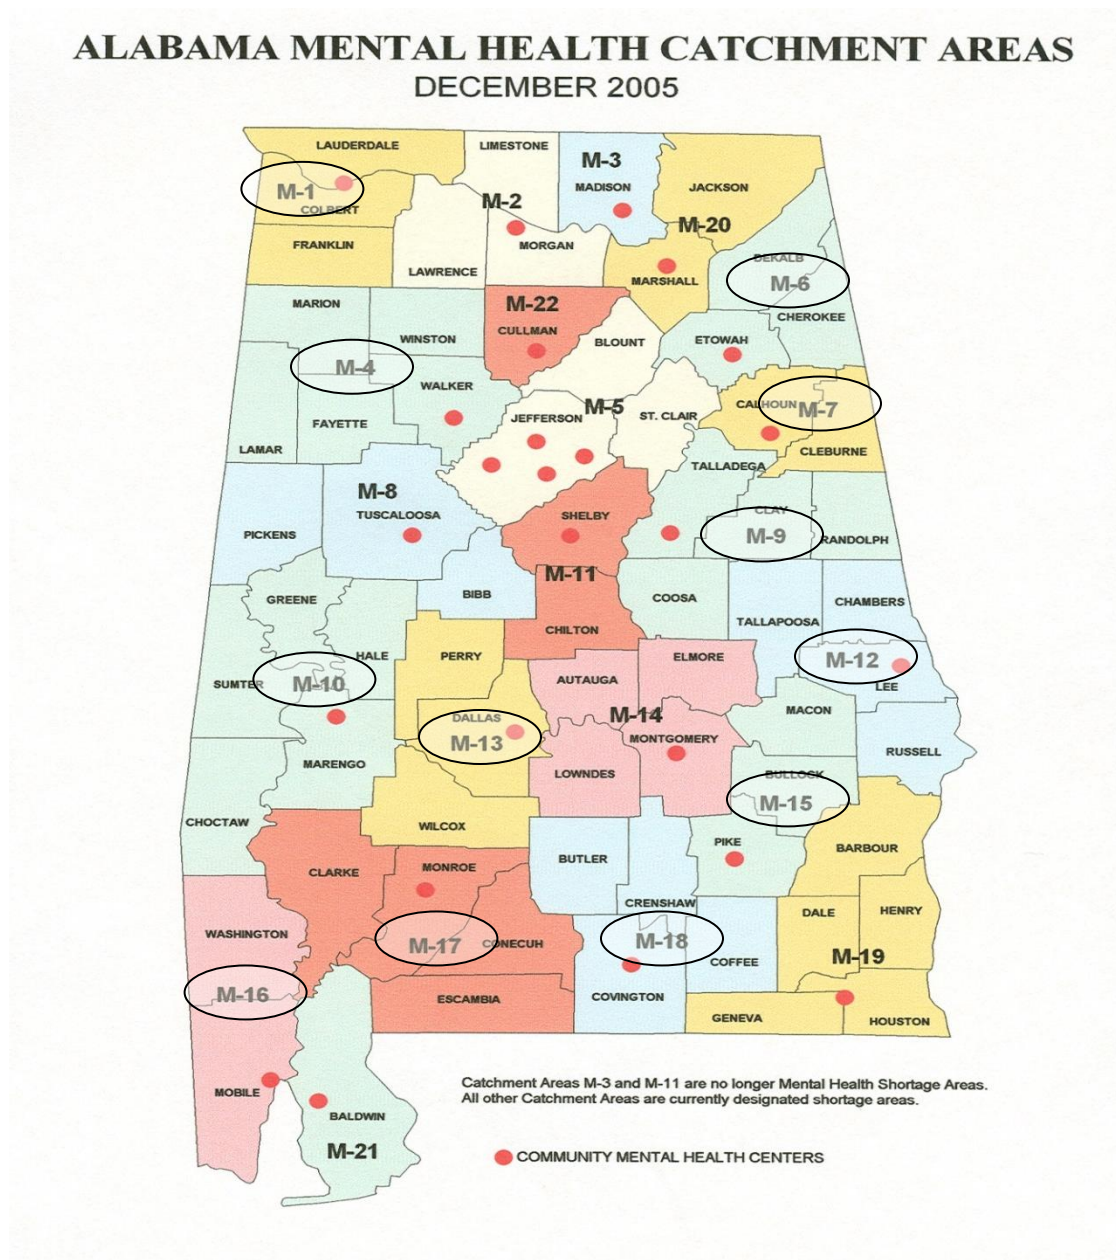 ALABAMA MENTAL HEALTH CATCHMENT AREAS
DECEMBER 2005
LAUDERDALE
LIMESTONE
M-3
MADISON
JACKSON
M-1
COLBERT
M-2
M-20
FRANKLIN
MORGAN
LAWRENCE
MARSHALL
DEKALB
M-6
MARION
M-22
CULLMAN
CHEROKEE
WINSTON
BLOUNT
ETOWAH
M-4
WALKER
M-5
JEFFERSON
ST. CLAIR
CALHOUN
M-7
FAYETTE
LAMAR
CLEBURNE
TALLADEGA
M-8
TUSCALOOSA
SHELBY
CLAY
M-9
RANDOLPH
PICKENS
M-11
BIBB
COOSA
GREENE
CHAMBERS
TALLAPOOSA
CHILTON
HALE
PERRY
ELMORE
M-12
SUMTER
M-10
AUTAUGA
LEE
DALLAS
M-13
M-14
MONTGOMERY
MACON
RUSSELL
MARENGO
LOWNDES
BULLOCK
M-15
CHOCTAW
WILCOX
PIKE
BARBOUR
CLARKE
MONROE
BUTLER
CRENSHAW
DALE
HENRY
WASHINGTON
M-17
CONECUH
M-18
COFFEE
M-19
M-16
ESCAMBIA
COVINGTON
GENEVA
HOUSTON
MOBILE
BALDWIN
M-21
Catchment Areas M-3 and M-11 are no longer Mental Health Shortage Areas.
All other Catchment Areas are currently designated shortage areas.
COMMUNITY MENTAL HEALTH CENTERS